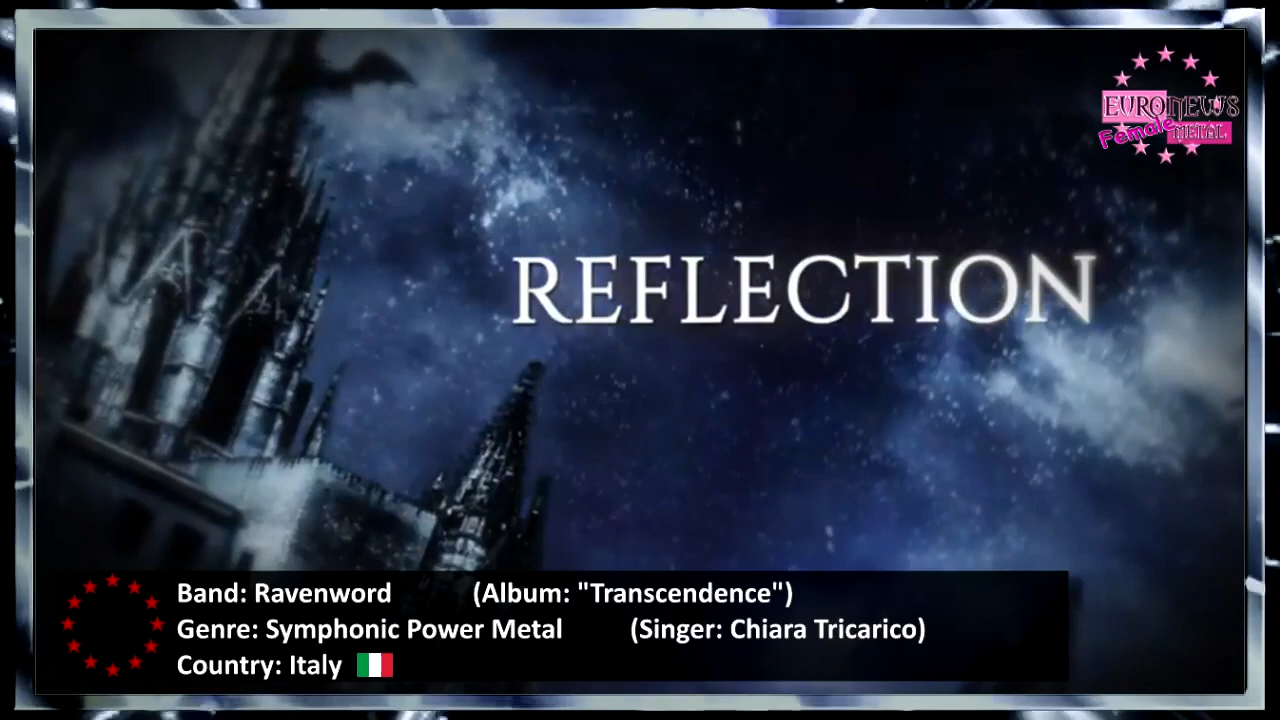 EURONEWS
Female METAL
REFLECTION
Band: Ravenword (Album: "Transcendence")
Genre: Symphonic Power Metal (Singer: Chiara Tricarico)
Country: Italy